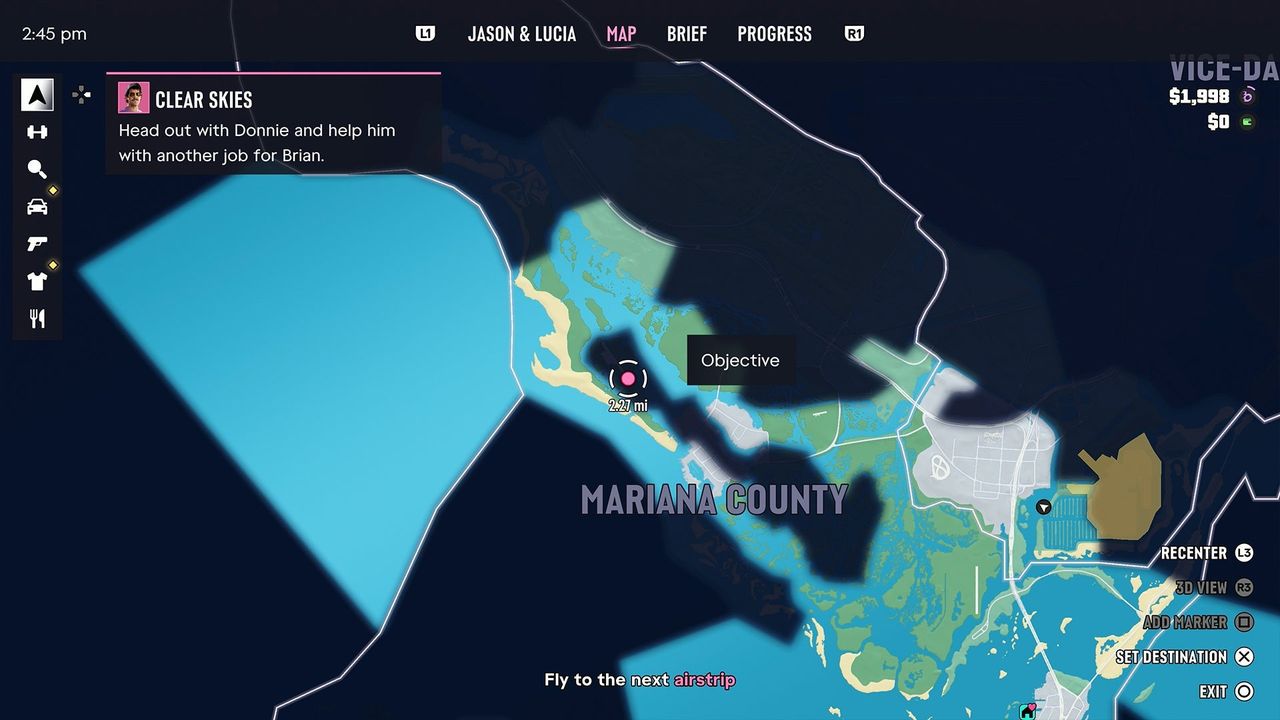 2:45 pm
L1 JASON & LUCIA MAP BRIEF PROGRESS R1
VICE-DA
$1,998
$0
CLEAR SKIES
Head out with Donnie and help him
with another job for Brian.
Objective
2.27 mi
MARIANA COUNTY
RECENTER L3
3D VIEW R3
ADD MARKER
SET DESTINATION
EXIT
Fly to the next airstrip